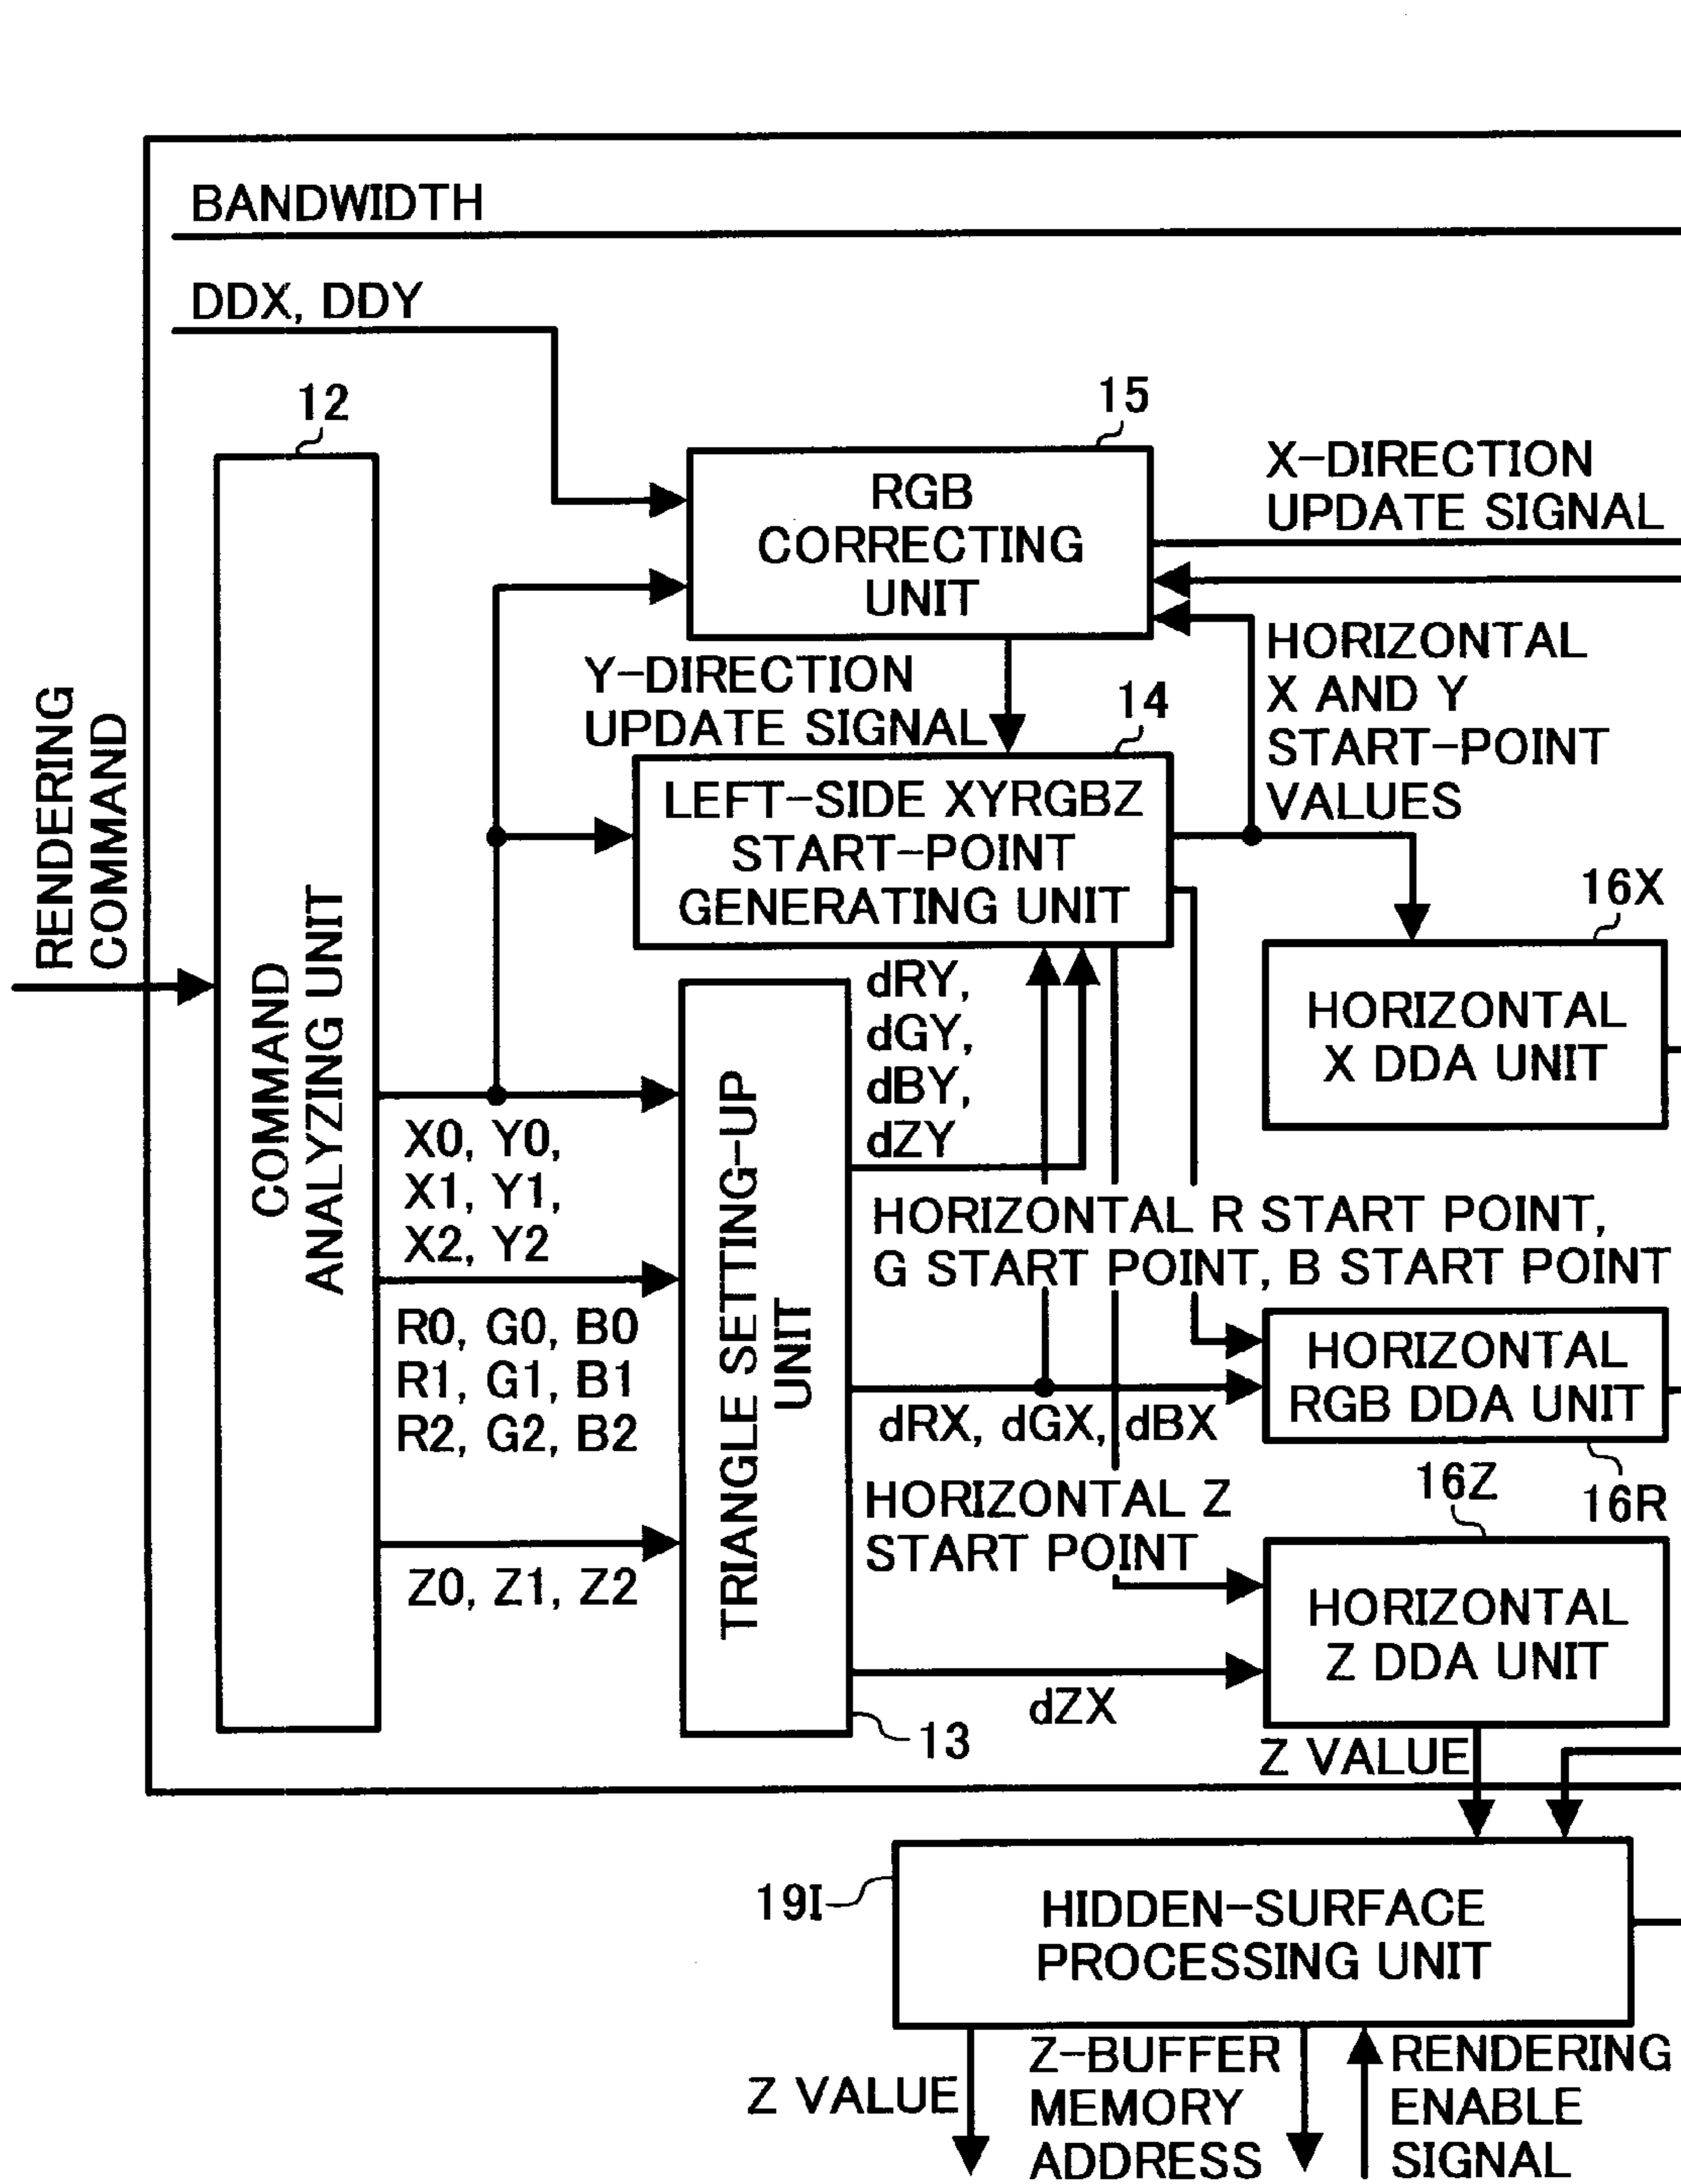 BANDWIDTH
DDX, DDY
12
15
RGB
CORRECTING
UNIT
X-DIRECTION
UPDATE SIGNAL
HORIZONTAL
X AND Y
START-POINT
VALUES
Y-DIRECTION
UPDATE SIGNAL
14
RENDERING
COMMAND
LEFT-SIDE XYRGBZ
START-POINT
GENERATING UNIT
16X
HORIZONTAL
X DDA UNIT
COMMAND
ANALYZING UNIT
dRY,
dGY,
dBY,
dZY
X0, Y0,
X1, Y1,
X2, Y2
TRIANGLE SETTING-UP
UNIT
HORIZONTAL R START POINT,
G START POINT, B START POINT
R0, G0, B0
R1, G1, B1
R2, G2, B2
HORIZONTAL
RGB DDA UNIT
dRX, dGX, dBX
16R
HORIZONTAL Z
START POINT
16Z
Z0, Z1, Z2
HORIZONTAL
Z DDA UNIT
dZX
13
Z VALUE
19I
HIDDEN-SURFACE
PROCESSING UNIT
Z VALUE
Z-BUFFER
MEMORY
ADDRESS
RENDERING
ENABLE
SIGNAL